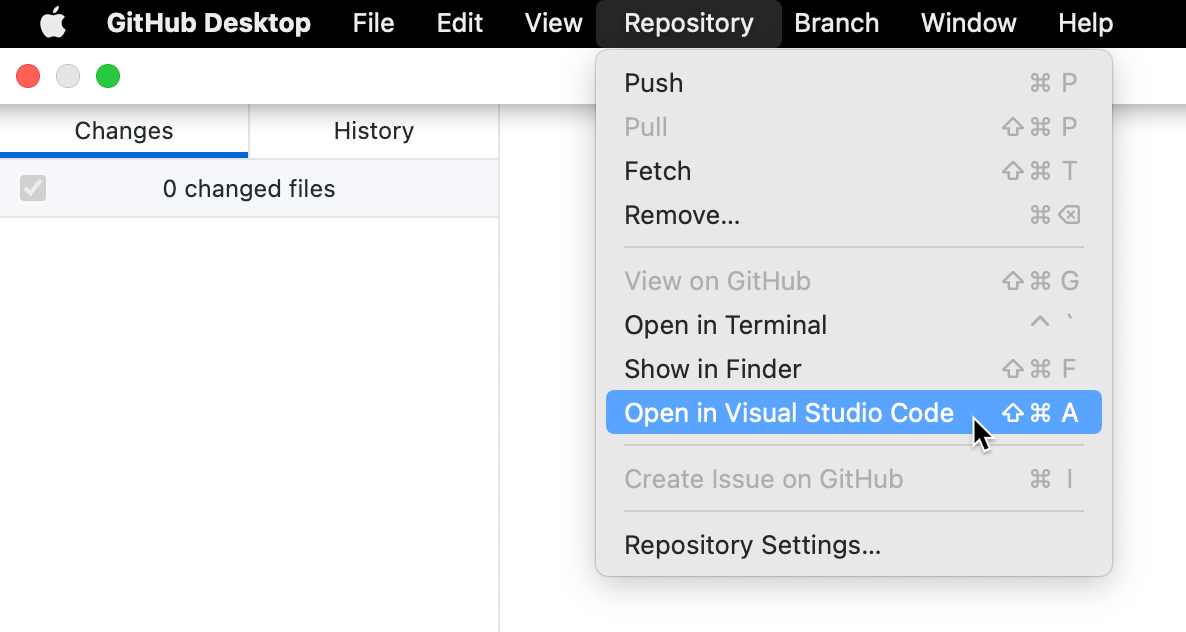 GitHub Desktop File Edit View Repository Branch Window Help
Changes History
0 changed files
Push ⌘ P
Pull ⇧ ⌘ P
Fetch ⇧ ⌘ T
Remove... ⌘ ⌫
View on GitHub ⇧ ⌘ G
Open in Terminal ⌃ `
Show in Finder ⇧ ⌘ F
Open in Visual Studio Code ⇧ ⌘ A
Create Issue on GitHub ⌘ I
Repository Settings...